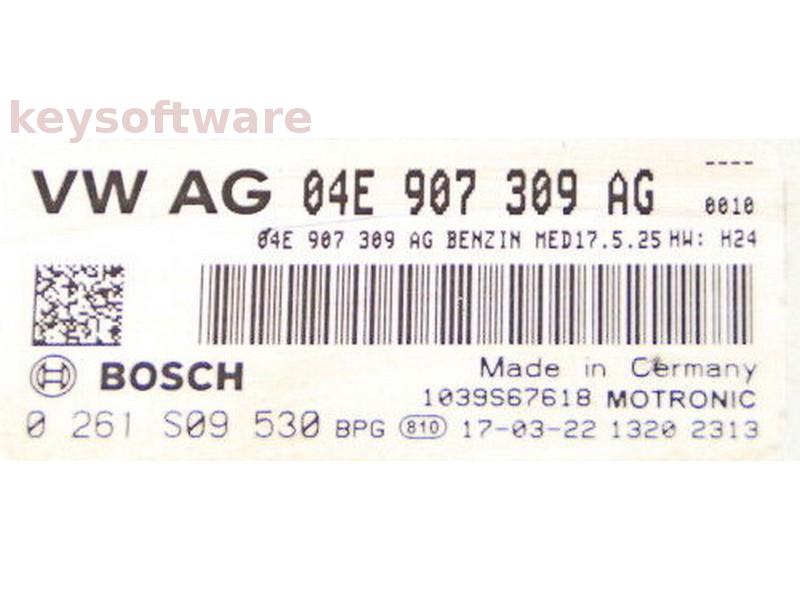 keysoftware
----
VW AG 04E 907 309 AG 0010
04E 907 309 AG BENZIN MED17.5.25 HW: H24
BOSCH Made in Germany
1039S67618 MOTRONIC
0 261 S09 530 BPG 810 17-03-22 1320 2313